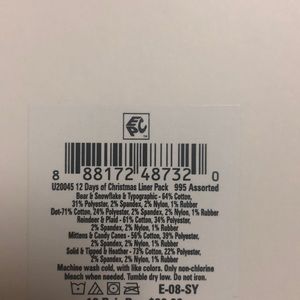 8 88172 48732 0
U20045 12 Days of Christmas Liner Pack 995 Assorted
Bear & Snowflake & Typographic - 64% Cotton,
31% Polyester, 2% Spandex, 2% Nylon, 1% Rubber
Dot-71% Cotton, 24% Polyester, 2% Spandex,
2% Nylon, 1% Rubber
Reindeer & Plaid - 61% Cotton, 34% Polyester,
2% Spandex, 2% Nylon, 1% Rubber
Mittens & Candy Canes - 56% Cotton, 39% Polyester,
2% Spandex, 2% Nylon, 1% Rubber
Solid & Tipped & Heather - 73% Cotton, 22% Polyester,
2% Spandex, 2% Nylon, 1% Rubber
Machine wash cold, with like colors. Only non-chlorine
bleach when needed. Tumble dry low. Do not iron.
E-08-SY